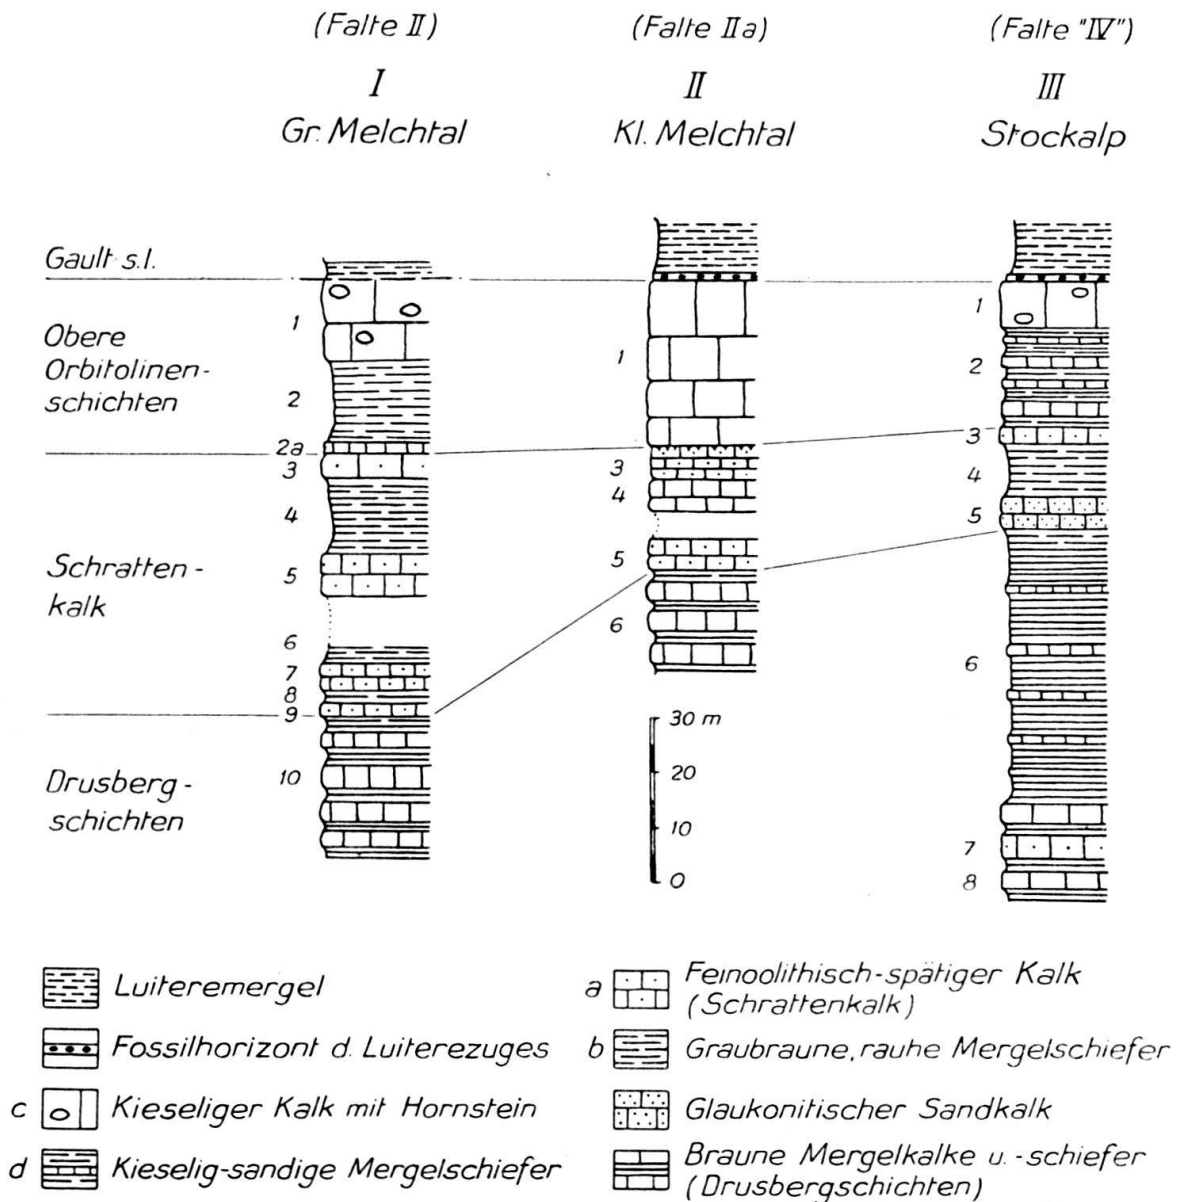 (Falte II) (Falte IIa) (Falte "IV")
I II III
Gr. Melchtal Kl. Melchtal Stockalp
Gault s.l.
Obere
Orbitolinen-
schichten
Schratten-
kalk
Drusberg-
schichten
1
2
2a
3
4
5
6
7
8
9
10
1
3
4
5
6
1
2
3
4
5
6
7
8
30 m
20
10
0
Luiteremergel
Fossilhorizont d. Luiterezuges
c Kieseliger Kalk mit Hornstein
d Kieselig-sandige Mergelschiefer
a Feinoolithisch-spätiger Kalk
(Schrattenkalk)
b Graubraune, rauhe Mergelschiefer
Glaukonitischer Sandkalk
Braune Mergelkalke u. -schiefer
(Drusbergschichten)